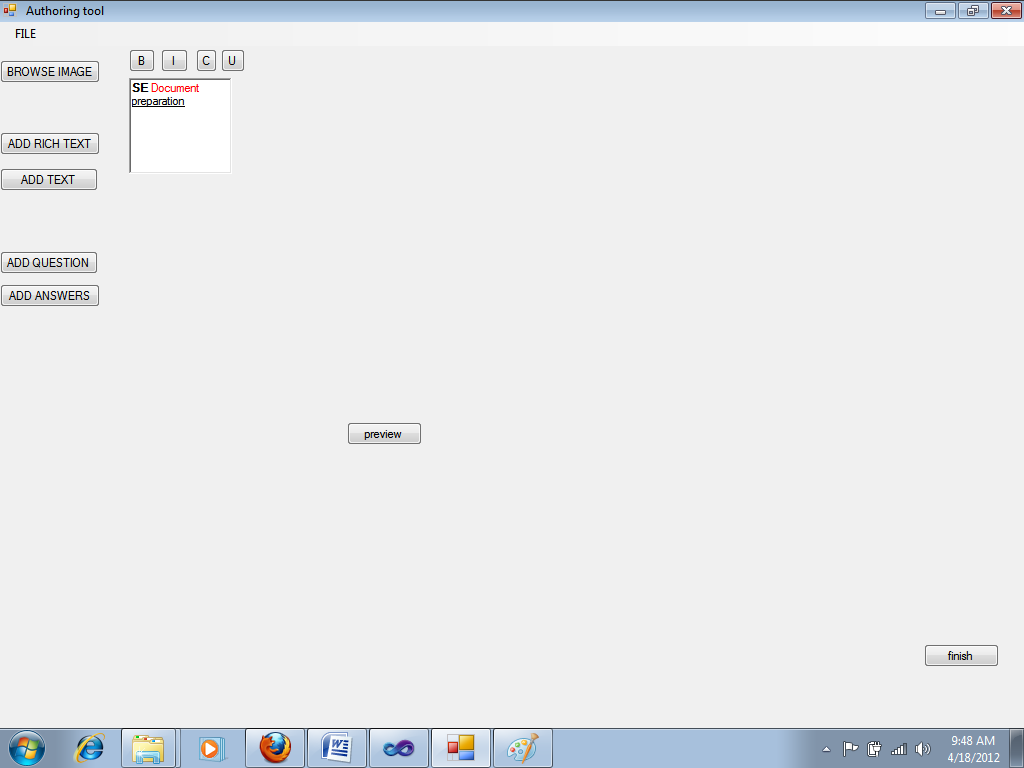 Authoring tool
FILE
B I C U
BROWSE IMAGE
SE Document
preparation
ADD RICH TEXT
ADD TEXT
ADD QUESTION
ADD ANSWERS
preview
finish
9:48 AM
4/18/2012